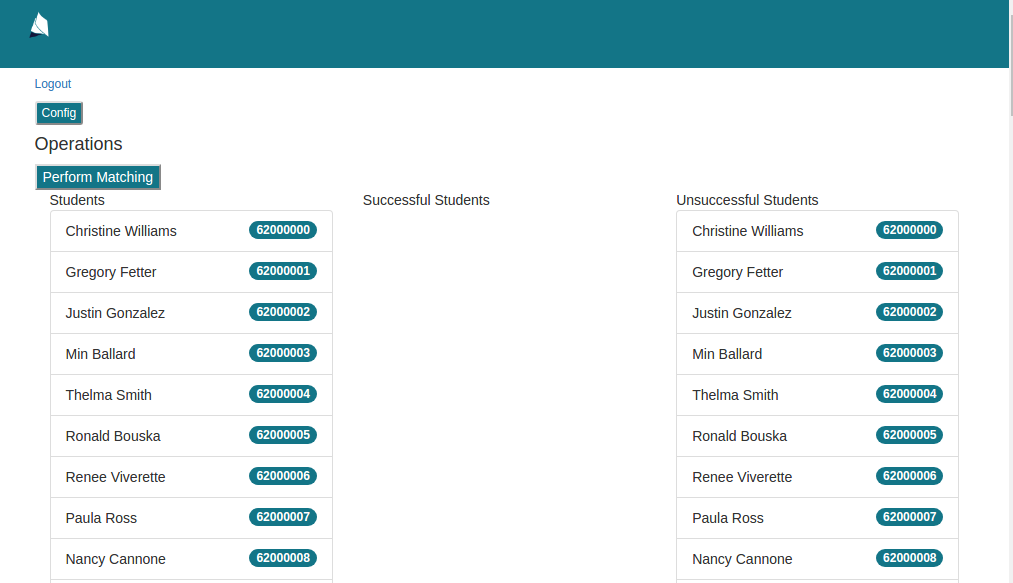 Logout
Config
Operations
Perform Matching
Students
Christine Williams 62000000
Gregory Fetter 62000001
Justin Gonzalez 62000002
Min Ballard 62000003
Thelma Smith 62000004
Ronald Bouska 62000005
Renee Viverette 62000006
Paula Ross 62000007
Nancy Cannone 62000008
Successful Students
Unsuccessful Students
Christine Williams 62000000
Gregory Fetter 62000001
Justin Gonzalez 62000002
Min Ballard 62000003
Thelma Smith 62000004
Ronald Bouska 62000005
Renee Viverette 62000006
Paula Ross 62000007
Nancy Cannone 62000008